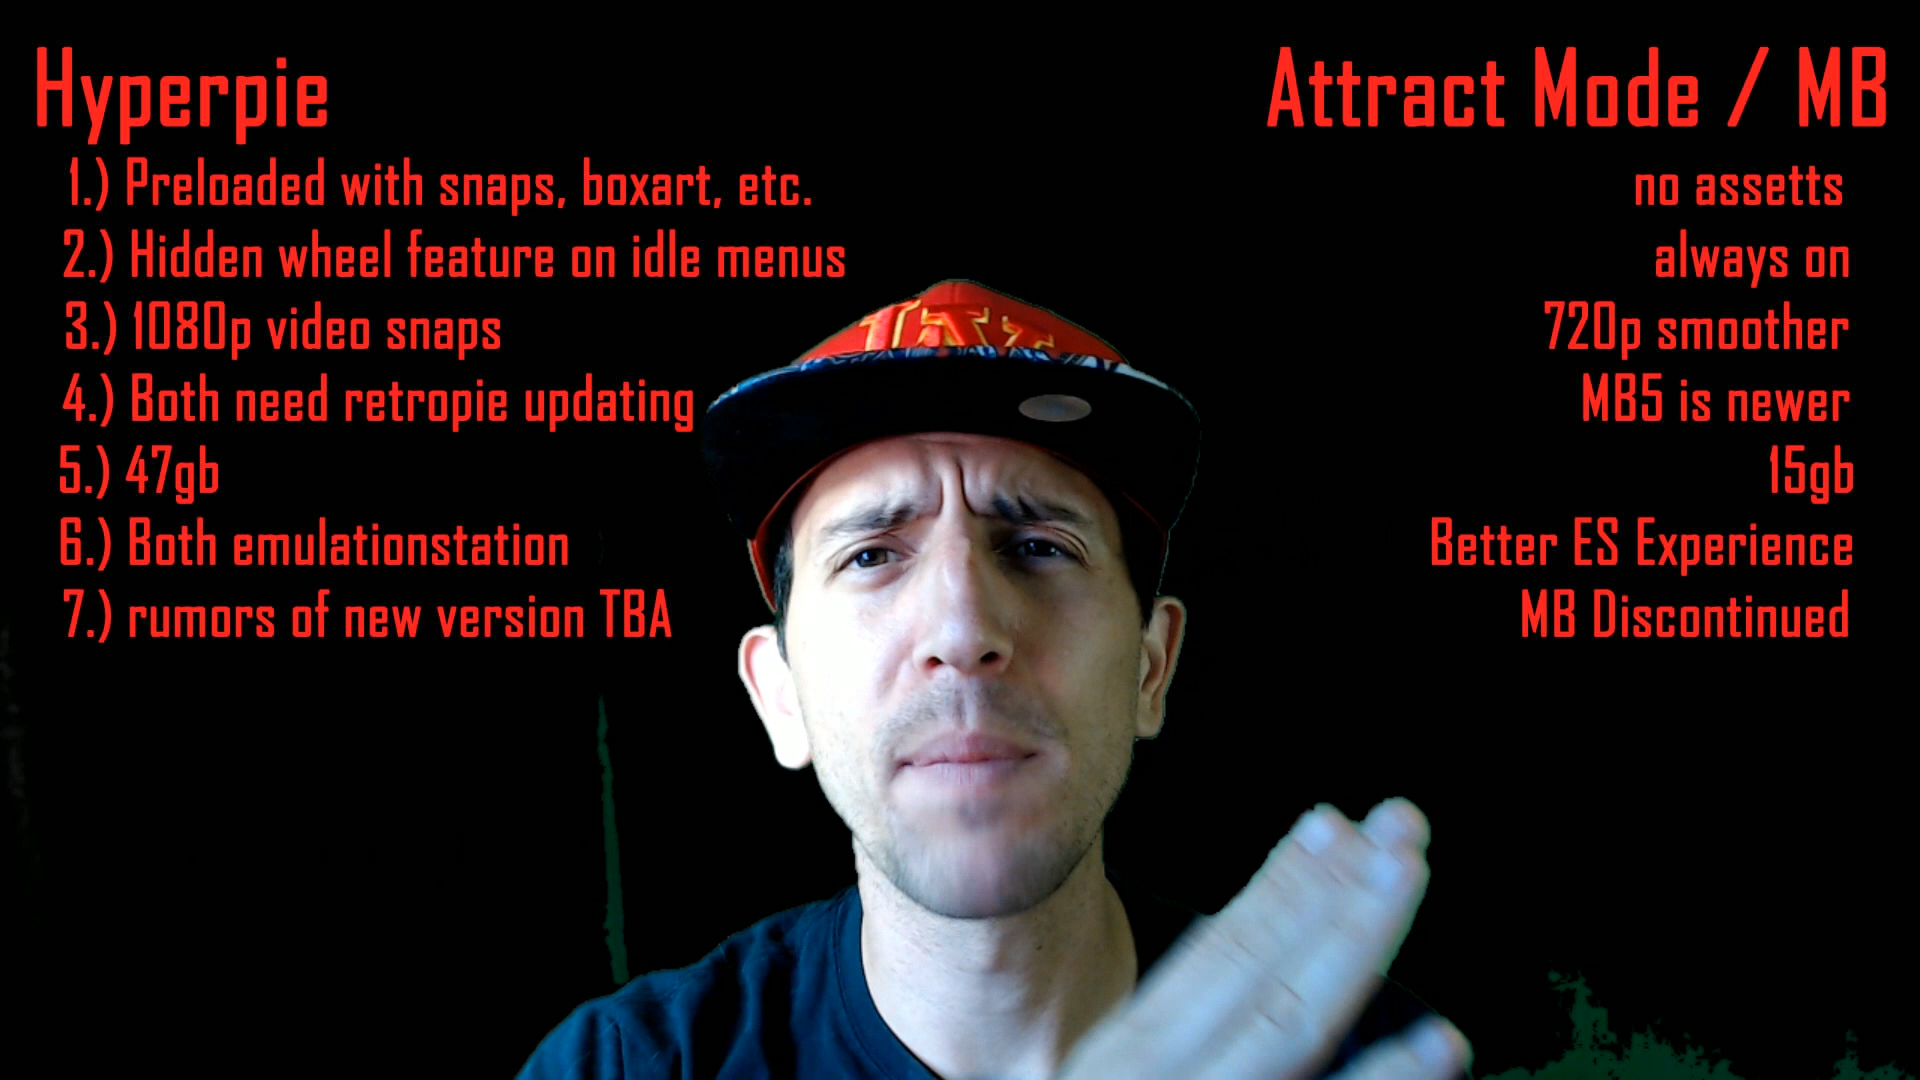 Hyperpie
1.) Preloaded with snaps, boxart, etc.
2.) Hidden wheel feature on idle menus
3.) 1080p video snaps
4.) Both need retropie updating
5.) 47gb
6.) Both emulationstation
7.) rumors of new version TBA
Attract Mode / MB
no assetts
always on
720p smoother
MB5 is newer
15gb
Better ES Experience
MB Discontinued